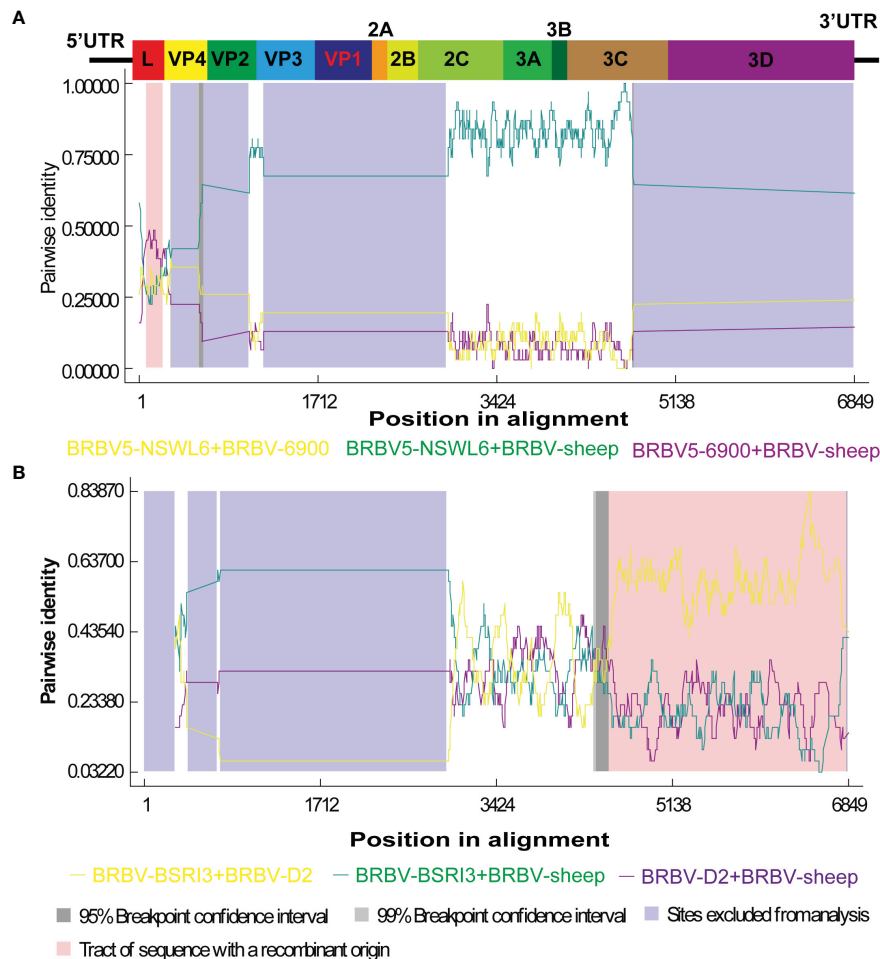 A
5'UTR
2A
3B
3'UTR
L VP4 VP2 VP3 VP1 2B 2C 3A 3C 3D
1.00000
0.75000
0.50000
0.25000
0.00000
Pairwise identity
1 1712 3424 5138 6849
Position in alignment
BRBV5-NSWL6+BRBV-6900 BRBV5-NSWL6+BRBV-sheep BRBV5-6900+BRBV-sheep
B
0.83870
0.63700
0.43540
0.23380
0.03220
Pairwise identity
1 1712 3424 5138 6849
Position in alignment
BRBV-BSRI3+BRBV-D2 BRBV-BSRI3+BRBV-sheep BRBV-D2+BRBV-sheep
95% Breakpoint confidence interval 99% Breakpoint confidence interval Sites excluded fromanalysis
Tract of sequence with a recombinant origin